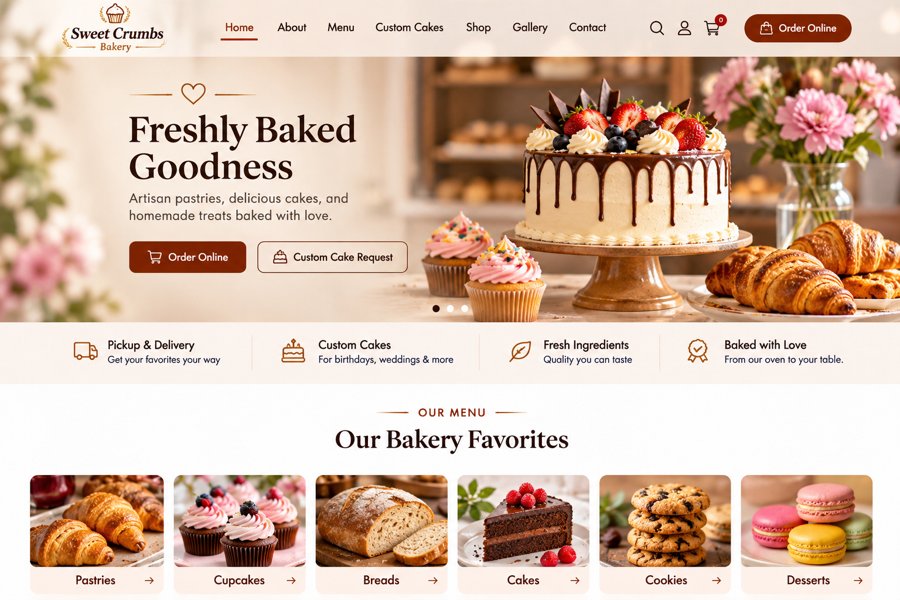 Sweet Crumbs
Bakery
Home
About
Menu
Custom Cakes
Shop
Gallery
Contact
0
Order Online
Freshly Baked
Goodness
Artisan pastries, delicious cakes, and
homemade treats baked with love.
Order Online
Custom Cake Request
Pickup & Delivery
Get your favorites your way
Custom Cakes
For birthdays, weddings & more
Fresh Ingredients
Quality you can taste
Baked with Love
From our oven to your table.
OUR MENU
Our Bakery Favorites
Pastries →
Cupcakes →
Breads →
Cakes →
Cookies →
Desserts →